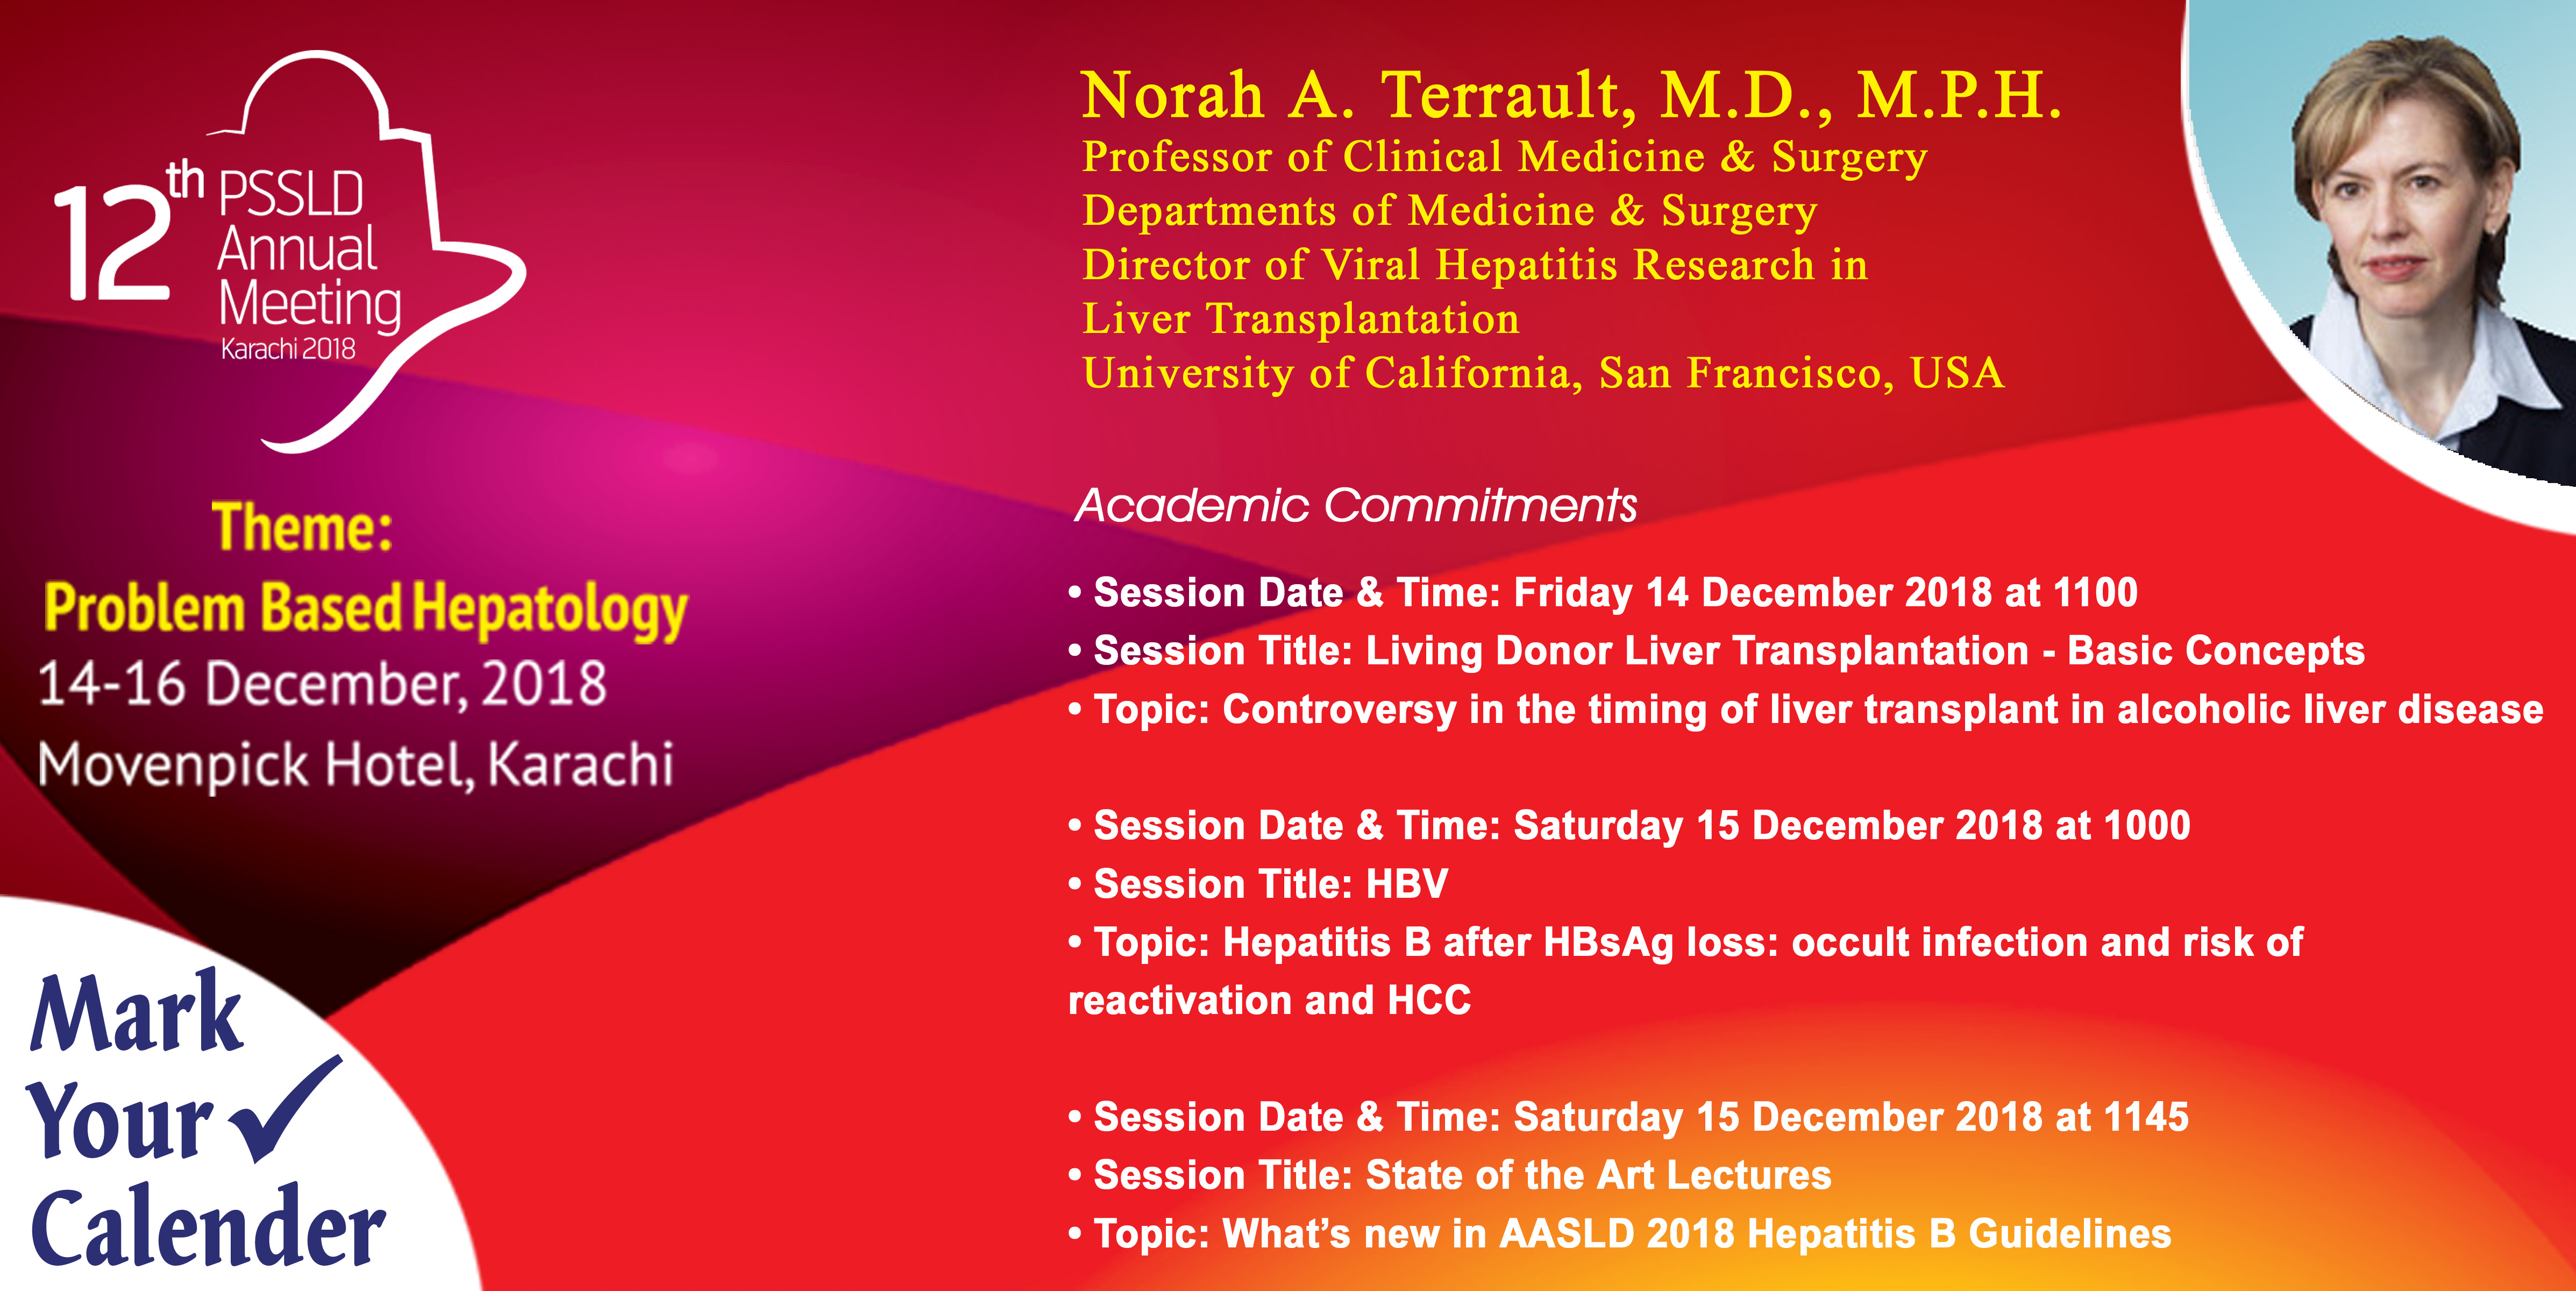 12th PSSLD
Annual
Meeting
Karachi 2018
Theme:
Problem Based Hepatology
14-16 December, 2018
Movenpick Hotel, Karachi
Mark
Your
Calender
Norah A. Terrault, M.D., M.P.H.
Professor of Clinical Medicine & Surgery
Departments of Medicine & Surgery
Director of Viral Hepatitis Research in
Liver Transplantation
University of California, San Francisco, USA
Academic Commitments
• Session Date & Time: Friday 14 December 2018 at 1100
• Session Title: Living Donor Liver Transplantation - Basic Concepts
• Topic: Controversy in the timing of liver transplant in alcoholic liver disease
• Session Date & Time: Saturday 15 December 2018 at 1000
• Session Title: HBV
• Topic: Hepatitis B after HBsAg loss: occult infection and risk of
reactivation and HCC
• Session Date & Time: Saturday 15 December 2018 at 1145
• Session Title: State of the Art Lectures
• Topic: What’s new in AASLD 2018 Hepatitis B Guidelines